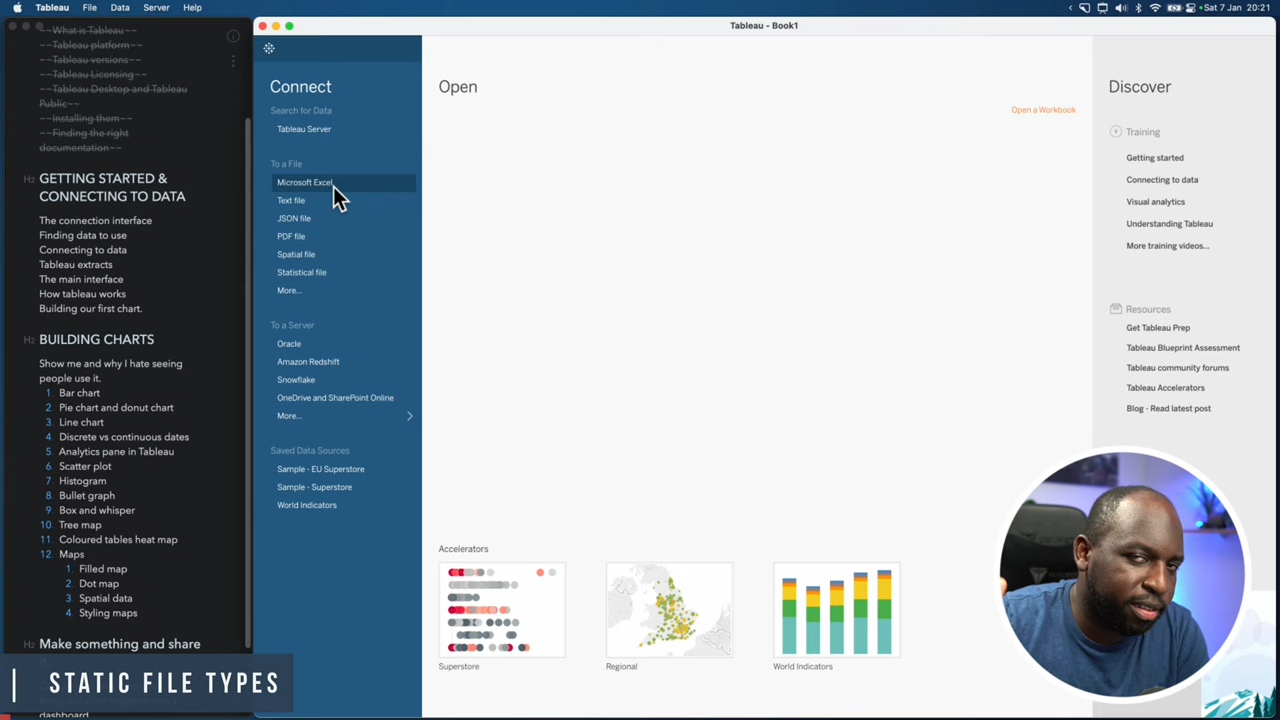 Tableau File Data Server Help
Sat 7 Jan 20:21
Tableau - Book1
~~What is Tableau~~
~~Tableau platform~~
~~Tableau versions~~
~~Tableau Licensing~~
~~Tableau Desktop and Tableau
Public~~
~~Installing them~~
~~Finding the right
documentation~~
H2 GETTING STARTED &
CONNECTING TO DATA
The connection interface
Finding data to use
Connecting to data
Tableau extracts
The main interface
How tableau works
Building our first chart.
H2 BUILDING CHARTS
Show me and why I hate seeing
people use it.
1. Bar chart
2. Pie chart and donut chart
3. Line chart
4. Discrete vs continuous dates
5. Analytics pane in Tableau
6. Scatter plot
7. Histogram
8. Bullet graph
9. Box and whisper
10. Tree map
11. Coloured tables heat map
12. Maps
1. Filled map
2. Dot map
3. Spatial data
4. Styling maps
H2 Make something and share
dashboard
STATIC FILE TYPES
Connect
Search for Data
Tableau Server
To a File
Microsoft Excel
Text file
JSON file
PDF file
Spatial file
Statistical file
More...
To a Server
Oracle
Amazon Redshift
Snowflake
OneDrive and SharePoint Online
More...
Saved Data Sources
Sample - EU Superstore
Sample - Superstore
World Indicators
Open
Open a Workbook
Accelerators
Superstore
Regional
World Indicators
Discover
Training
Getting started
Connecting to data
Visual analytics
Understanding Tableau
More training videos...
Resources
Get Tableau Prep
Tableau Blueprint Assessment
Tableau community forums
Tableau Accelerators
Blog - Read latest post